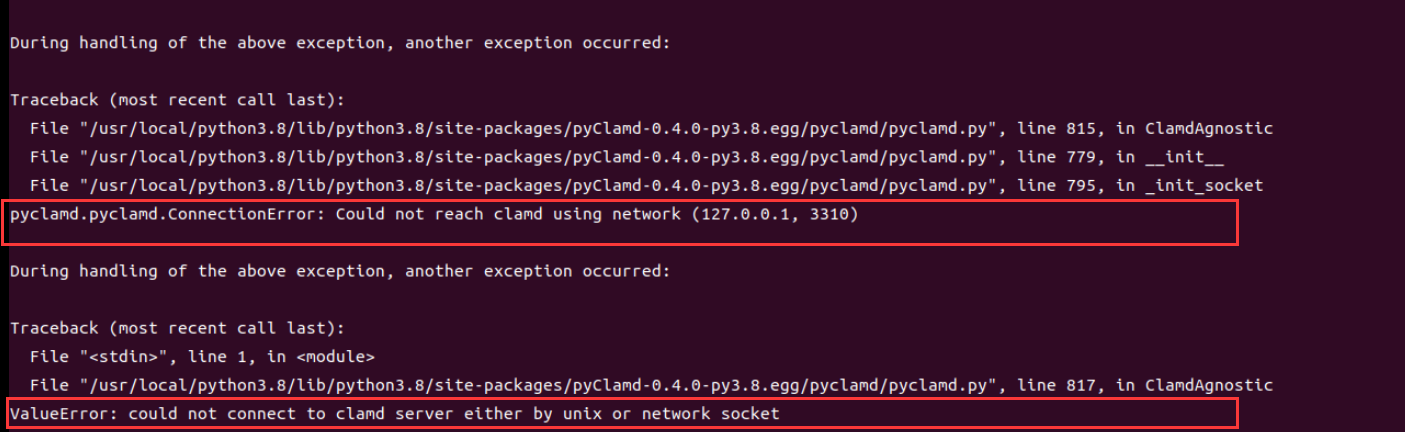 During handling of the above exception, another exception occurred:
Traceback (most recent call last):
  File "/usr/local/python3.8/lib/python3.8/site-packages/pyClamd-0.4.0-py3.8.egg/pyclamd/pyclamd.py", line 815, in ClamdAgnostic
  File "/usr/local/python3.8/lib/python3.8/site-packages/pyClamd-0.4.0-py3.8.egg/pyclamd/pyclamd.py", line 779, in __init__
  File "/usr/local/python3.8/lib/python3.8/site-packages/pyClamd-0.4.0-py3.8.egg/pyclamd/pyclamd.py", line 795, in _init_socket
pyclamd.pyclamd.ConnectionError: Could not reach clamd using network (127.0.0.1, 3310)
During handling of the above exception, another exception occurred:
Traceback (most recent call last):
  File "<stdin>", line 1, in <module>
  File "/usr/local/python3.8/lib/python3.8/site-packages/pyClamd-0.4.0-py3.8.egg/pyclamd/pyclamd.py", line 817, in ClamdAgnostic
ValueError: could not connect to clamd server either by unix or network socket